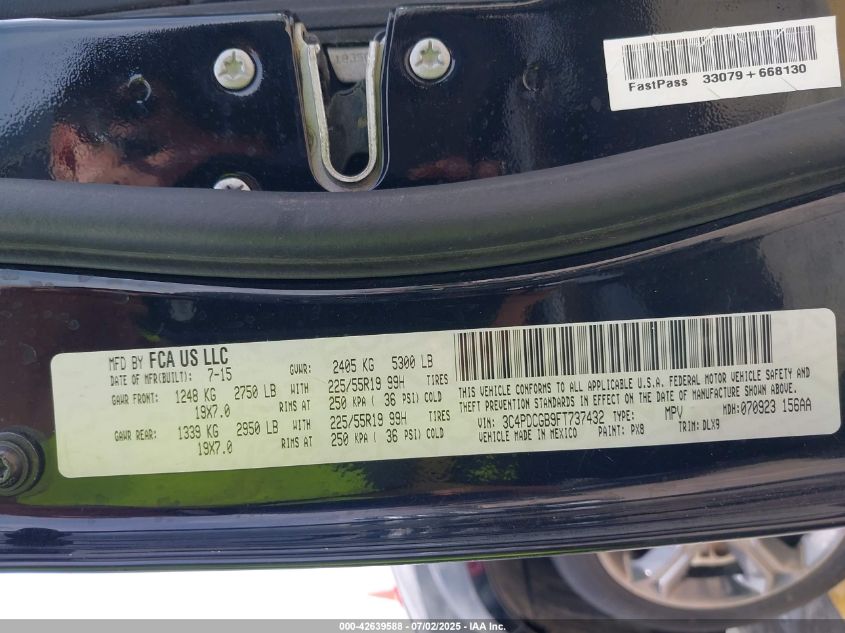 FastPass 33079+668130
MFD BY FCA US LLC
DATE OF MFR(BUILT): 7-15
GVWR: 2405 KG 5300 LB
GAWR FRONT: 1248 KG 2750 LB WITH 225/55R19 99H TIRES
19X7.0 RIMS AT 250 KPA ( 36 PSI) COLD
GAWR REAR: 1339 KG 2950 LB WITH 225/55R19 99H TIRES
19X7.0 RIMS AT 250 KPA ( 36 PSI) COLD
THIS VEHICLE CONFORMS TO ALL APPLICABLE U.S.A. FEDERAL MOTOR VEHICLE SAFETY AND
THEFT PREVENTION STANDARDS IN EFFECT ON THE DATE OF MANUFACTURE SHOWN ABOVE.
VIN: 3C4PDCGB9FT737432 TYPE: MPV MDH:070923 156AA
VEHICLE MADE IN MEXICO PAINT: PX8 TRIM: DLX9
000-42639588 - 07/02/2025 - IAA Inc.